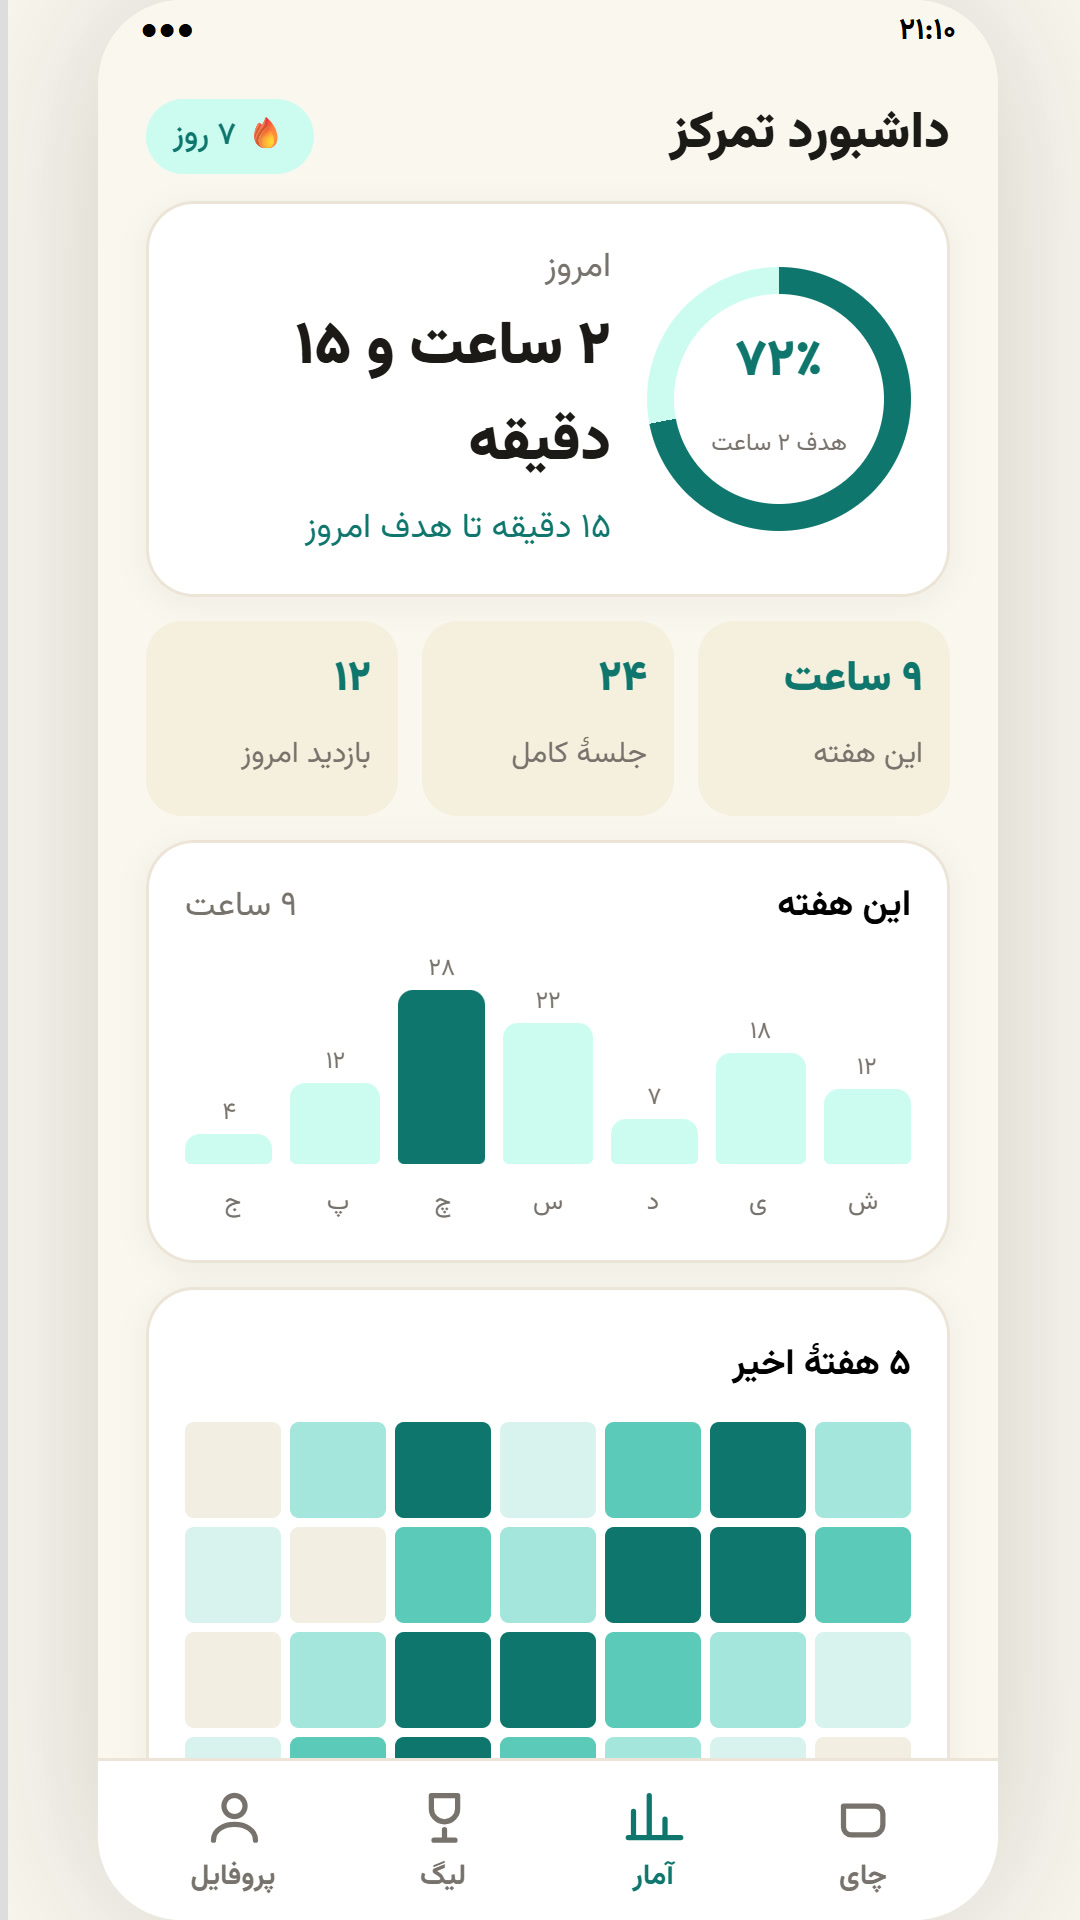 ۲۱:۱۰
داشبورد تمرکز
۷ روز
۷۲٪
هدف ۲ ساعت
امروز
۲ ساعت و ۱۵
دقیقه
۱۵ دقیقه تا هدف امروز
۹ ساعت
این هفته
۲۴
جلسهٔ کامل
۱۲
بازدید امروز
این هفته
۹ ساعت
۱۲
۱۸
۷
۲۲
۲۸
۱۲
۴
ش
ی
د
س
چ
پ
ج
۵ هفتهٔ اخیر
چای
آمار
لیگ
پروفایل